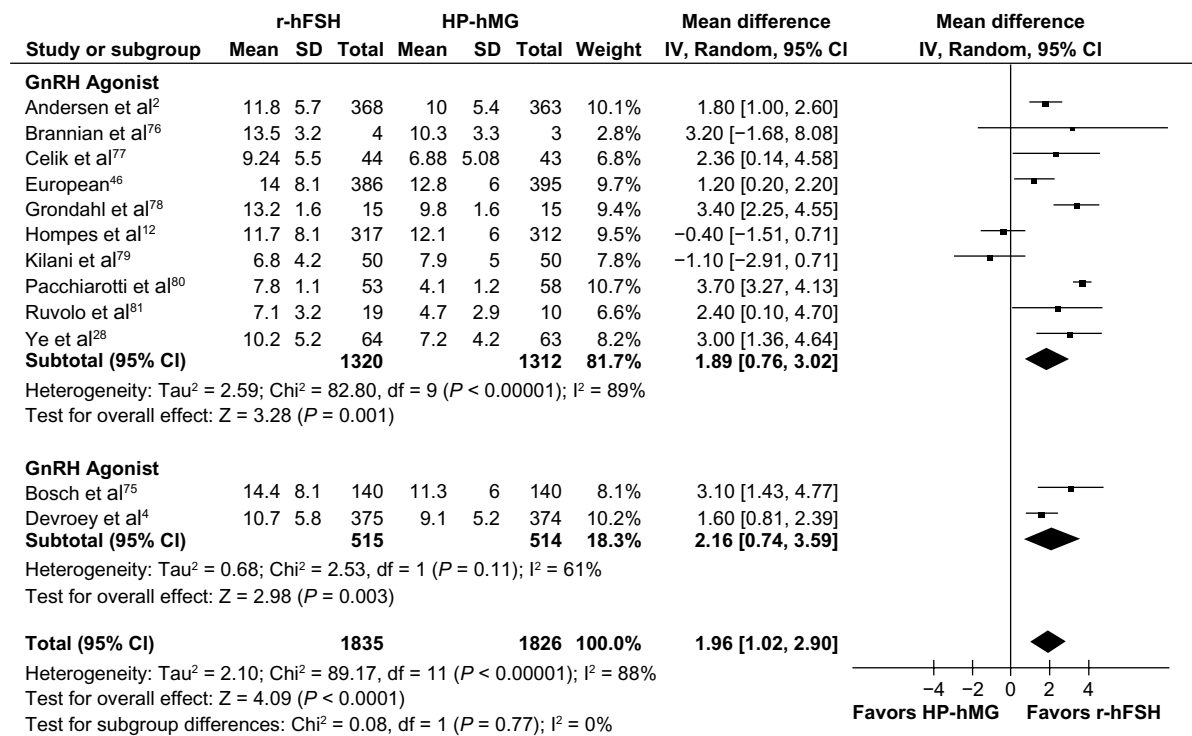 r-hFSH HP-hMG Mean difference Mean difference
Study or subgroup Mean SD Total Mean SD Total Weight IV, Random, 95% CI IV, Random, 95% CI
GnRH Agonist
Andersen et al² 11.8 5.7 368 10 5.4 363 10.1% 1.80 [1.00, 2.60]
Brannian et al⁷⁶ 13.5 3.2 4 10.3 3.3 3 2.8% 3.20 [−1.68, 8.08]
Celik et al⁷⁷ 9.24 5.5 44 6.88 5.08 43 6.8% 2.36 [0.14, 4.58]
European⁴⁶ 14 8.1 386 12.8 6 395 9.7% 1.20 [0.20, 2.20]
Grondahl et al⁷⁸ 13.2 1.6 15 9.8 1.6 15 9.4% 3.40 [2.25, 4.55]
Hompes et al¹² 11.7 8.1 317 12.1 6 312 9.5% −0.40 [−1.51, 0.71]
Kilani et al⁷⁹ 6.8 4.2 50 7.9 5 50 7.8% −1.10 [−2.91, 0.71]
Pacchiarotti et al⁸⁰ 7.8 1.1 53 4.1 1.2 58 10.7% 3.70 [3.27, 4.13]
Ruvolo et al⁸¹ 7.1 3.2 19 4.7 2.9 10 6.6% 2.40 [0.10, 4.70]
Ye et al²⁸ 10.2 5.2 64 7.2 4.2 63 8.2% 3.00 [1.36, 4.64]
Subtotal (95% CI) 1320 1312 81.7% 1.89 [0.76, 3.02]
Heterogeneity: Tau² = 2.59; Chi² = 82.80, df = 9 (P < 0.00001); I² = 89%
Test for overall effect: Z = 3.28 (P = 0.001)
GnRH Agonist
Bosch et al⁷⁵ 14.4 8.1 140 11.3 6 140 8.1% 3.10 [1.43, 4.77]
Devroey et al⁴ 10.7 5.8 375 9.1 5.2 374 10.2% 1.60 [0.81, 2.39]
Subtotal (95% CI) 515 514 18.3% 2.16 [0.74, 3.59]
Heterogeneity: Tau² = 0.68; Chi² = 2.53, df = 1 (P = 0.11); I² = 61%
Test for overall effect: Z = 2.98 (P = 0.003)
Total (95% CI) 1835 1826 100.0% 1.96 [1.02, 2.90]
Heterogeneity: Tau² = 2.10; Chi² = 89.17, df = 11 (P < 0.00001); I² = 88%
Test for overall effect: Z = 4.09 (P < 0.0001)
Test for subgroup differences: Chi² = 0.08, df = 1 (P = 0.77); I² = 0%
−4 −2 0 2 4
Favors HP-hMG Favors r-hFSH